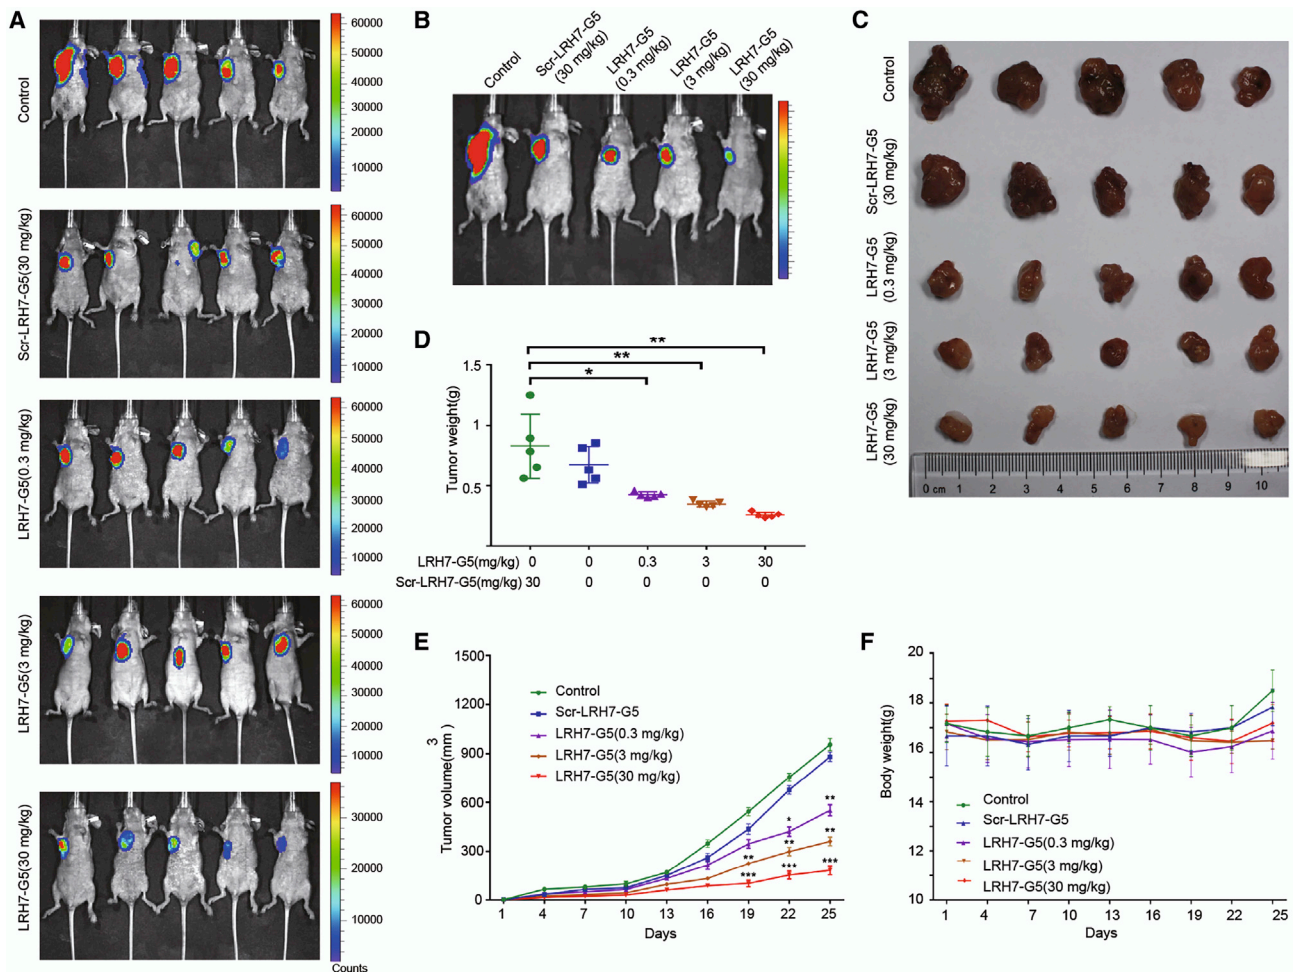 A
Control
60000
50000
40000
30000
20000
10000
Scr-LRH7-G5(30 mg/kg)
60000
50000
40000
30000
20000
10000
LRH7-G5(0.3 mg/kg)
60000
50000
40000
30000
20000
10000
LRH7-G5(3 mg/kg)
60000
50000
40000
30000
20000
10000
LRH7-G5(30 mg/kg)
30000
20000
10000
Counts
B
Control
Scr-LRH7-G5
(30 mg/kg)
LRH7-G5
(0.3 mg/kg)
LRH7-G5
(3 mg/kg)
LRH7-G5
(30 mg/kg)
C
Control
Scr-LRH7-G5
(30 mg/kg)
LRH7-G5
(0.3 mg/kg)
LRH7-G5
(3 mg/kg)
LRH7-G5
(30 mg/kg)
0 cm 1 2 3 4 5 6 7 8 9 10
D
**
**
*
Tumor weight(g)
1.5
1
0.5
LRH7-G5(mg/kg) 0 0 0.3 3 30
Scr-LRH7-G5(mg/kg) 30 0 0 0 0
E
Tumor volume(mm3)
1500
1200
900
600
300
0
Control
Scr-LRH7-G5
LRH7-G5(0.3 mg/kg)
LRH7-G5(3 mg/kg)
LRH7-G5(30 mg/kg)
**
*
**
**
**
***
***
***
1 4 7 10 13 16 19 22 25
Days
F
Body weight(g)
20
18
16
14
12
10
Control
Scr-LRH7-G5
LRH7-G5(0.3 mg/kg)
LRH7-G5(3 mg/kg)
LRH7-G5(30 mg/kg)
1 4 7 10 13 16 19 22 25
Days